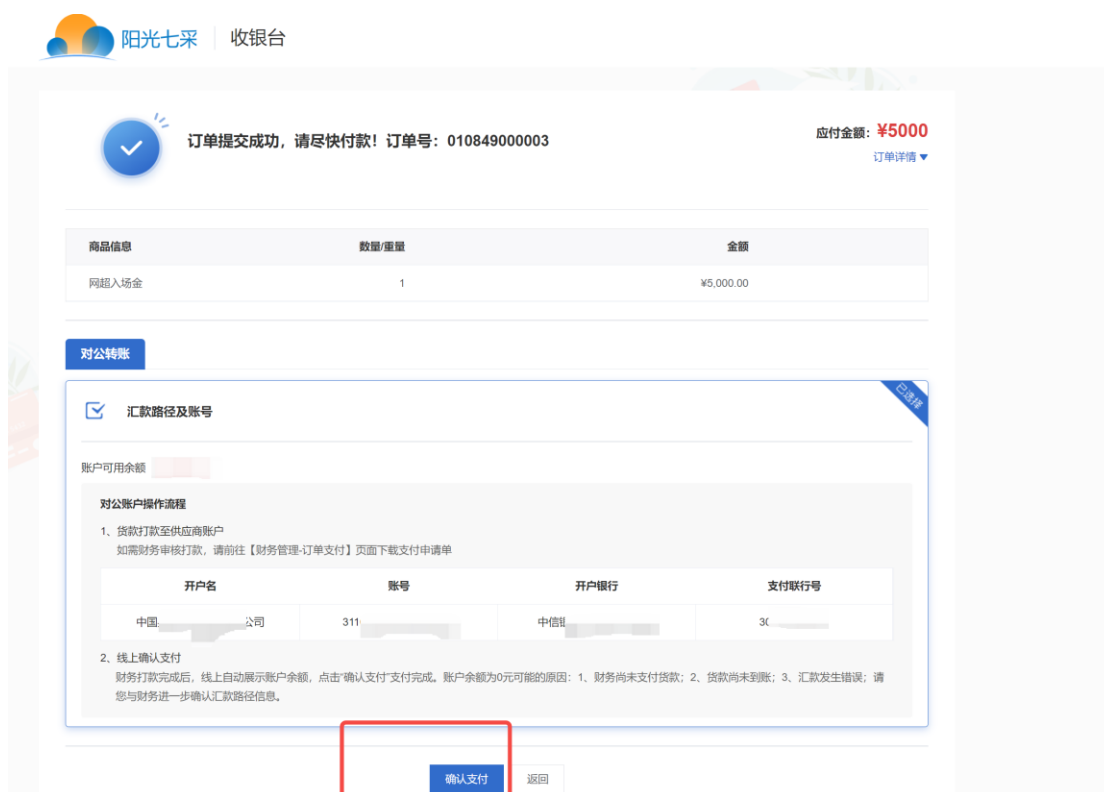 阳光七采 收银台
订单提交成功，请尽快付款！订单号：010849000003
应付金额：¥5000
订单详情▼
商品信息 数量/重量 金额
网超入场金 1 ¥5,000.00
对公转账
已选择
汇款路径及账号
账户可用余额
对公账户操作流程
1、货款打款至供应商账户
如需财务审核打款，请前往【财务管理-订单支付】页面下载支付申请单
开户名 账号 开户银行 支付联行号
中国 公司 311 中信银 30
2、线上确认支付
财务打款完成后，线上自动展示账户余额，点击“确认支付”支付完成。账户余额为0元可能的原因：1、财务尚未支付货款；2、货款尚未到账；3、汇款发生错误；请
您与财务进一步确认汇款路径信息。
确认支付 返回